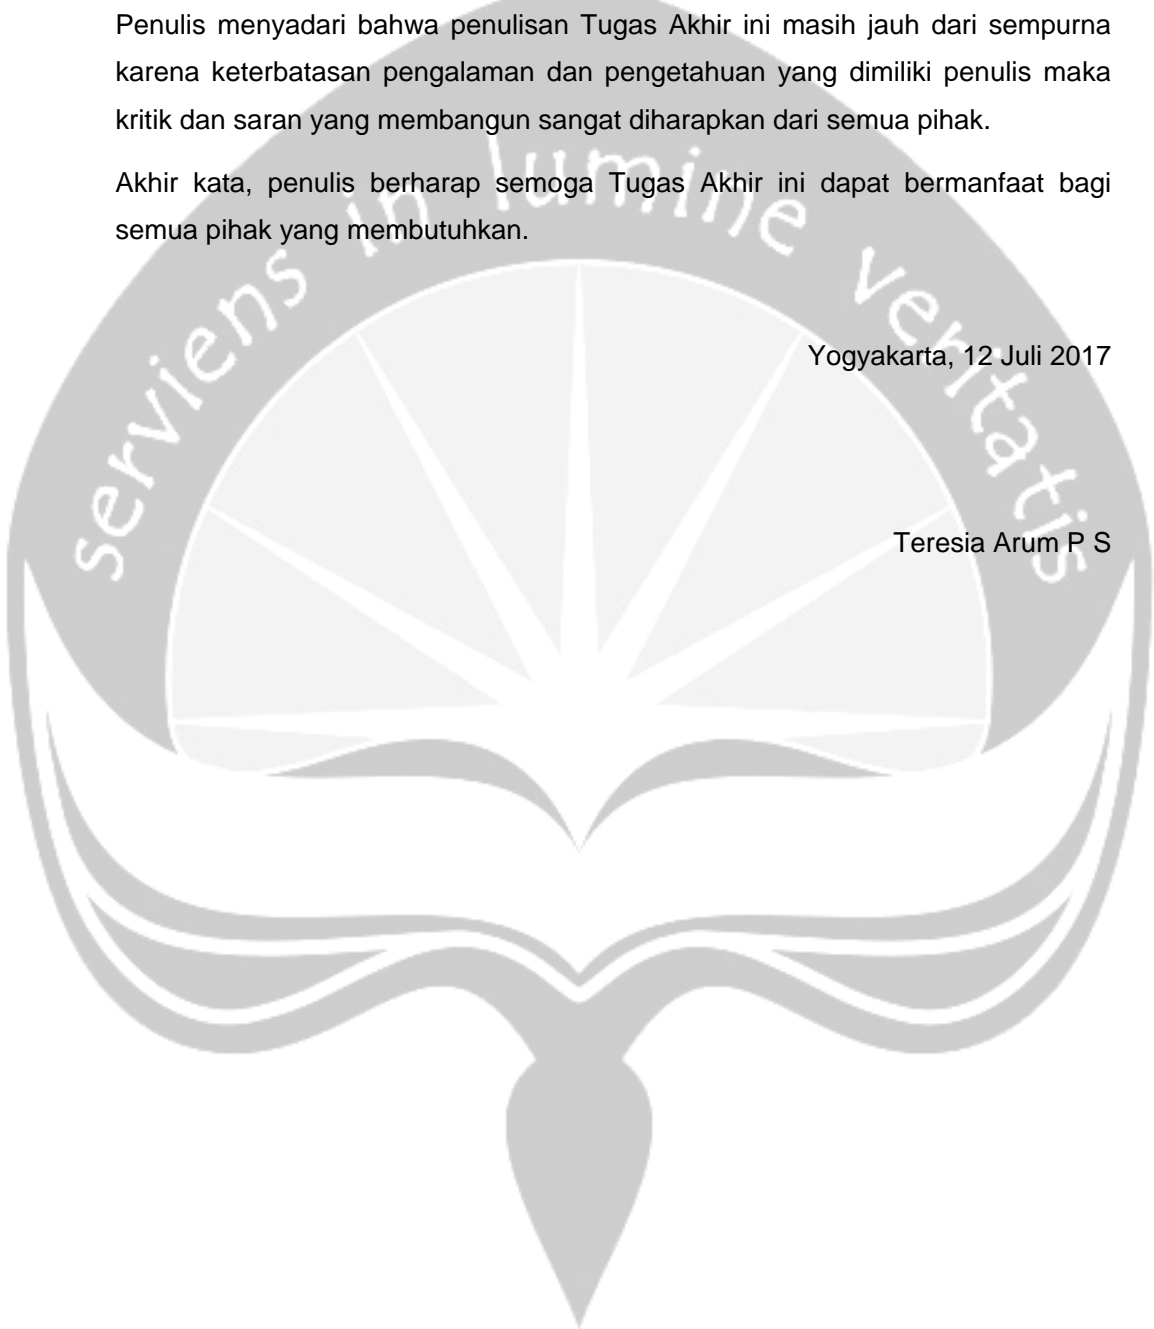 Penulis menyadari bahwa penulisan Tugas Akhir ini masih jauh dari sempurna
karena keterbatasan pengalaman dan pengetahuan yang dimiliki penulis maka
kritik dan saran yang membangun sangat diharapkan dari semua pihak.
Akhir kata, penulis berharap semoga Tugas Akhir ini dapat bermanfaat bagi
semua pihak yang membutuhkan.
serviens in lumine veritatis
Yogyakarta, 12 Juli 2017
Teresia Arum P S